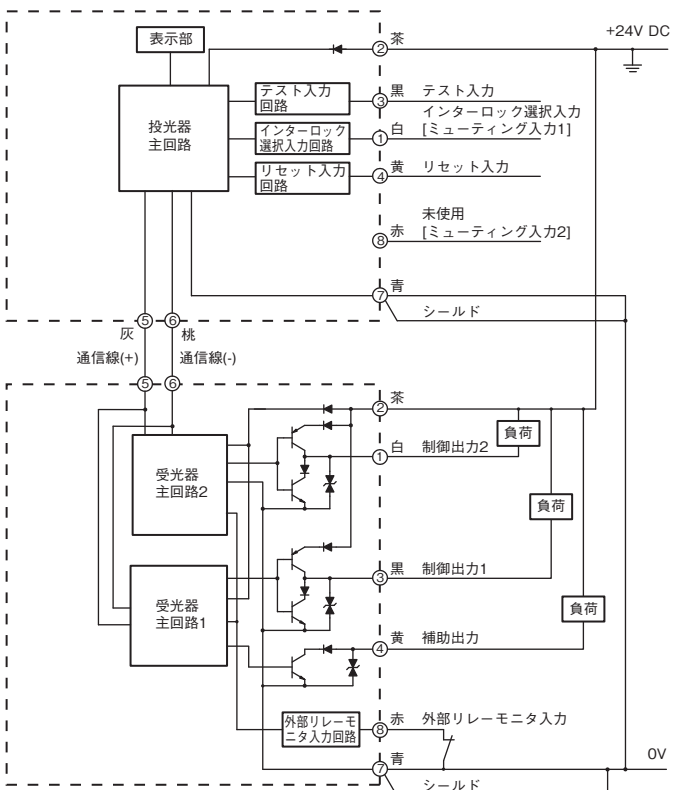 表示部
投光器
主回路
テスト入力
回路
インターロック
選択入力回路
リセット入力
回路
② 茶
+24V DC
③ 黒 テスト入力
インターロック選択入力
① 白 [ミューティング入力1]
④ 黄 リセット入力
未使用
⑧ 赤 [ミューティング入力2]
⑦ 青
シールド
⑤ ⑥
灰 桃
通信線(+) 通信線(-)
⑤ ⑥
② 茶
負荷
① 白 制御出力2
受光器
主回路2
負荷
③ 黒 制御出力1
受光器
主回路1
負荷
④ 黄 補助出力
外部リレーモ
ニタ入力回路
⑧ 赤 外部リレーモニタ入力
⑦ 青
0V
シールド